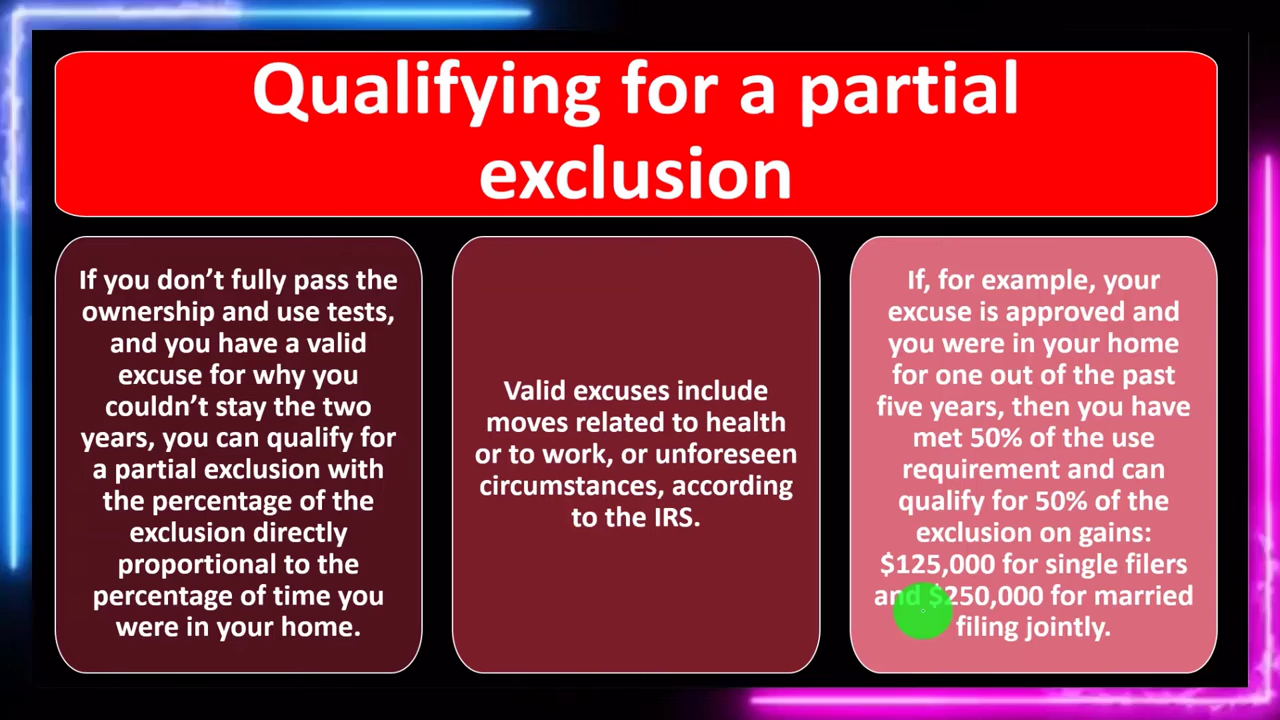 Qualifying for a partial
exclusion
If you don’t fully pass the
ownership and use tests,
and you have a valid
excuse for why you
couldn’t stay the two
years, you can qualify for
a partial exclusion with
the percentage of the
exclusion directly
proportional to the
percentage of time you
were in your home.
Valid excuses include
moves related to health
or to work, or unforeseen
circumstances, according
to the IRS.
If, for example, your
excuse is approved and
you were in your home
for one out of the past
five years, then you have
met 50% of the use
requirement and can
qualify for 50% of the
exclusion on gains:
$125,000 for single filers
and $250,000 for married
filing jointly.